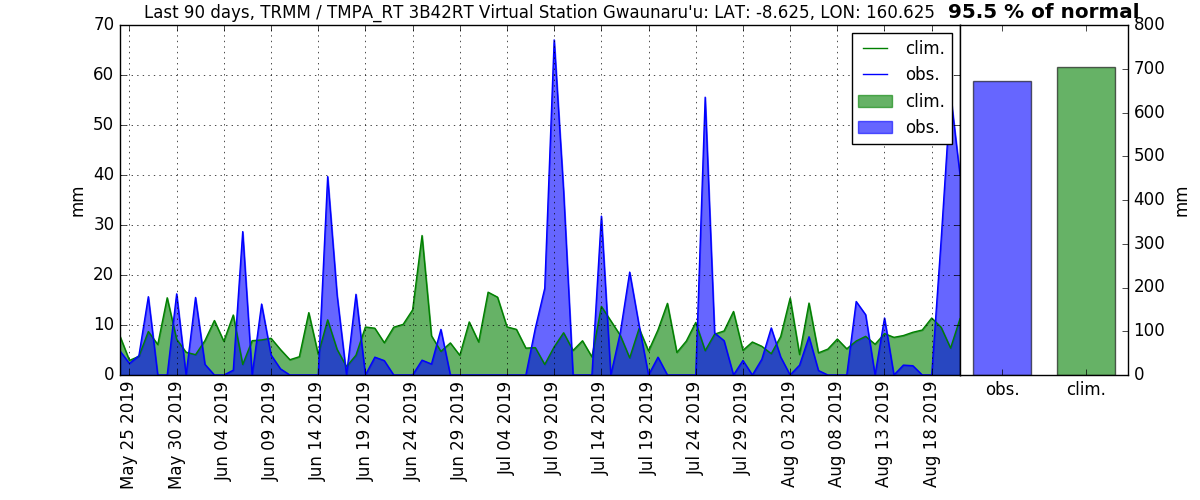 Last 90 days, TRMM / TMPA_RT 3B42RT Virtual Station Gwaunaru'u: LAT: -8.625, LON: 160.625 95.5 % of normal
70
60
50
40
30
20
10
0
mm
clim.
obs.
clim.
obs.
800
700
600
500
400
300
200
100
0
mm
May 25 2019
May 30 2019
Jun 04 2019
Jun 09 2019
Jun 14 2019
Jun 19 2019
Jun 24 2019
Jun 29 2019
Jul 04 2019
Jul 09 2019
Jul 14 2019
Jul 19 2019
Jul 24 2019
Jul 29 2019
Aug 03 2019
Aug 08 2019
Aug 13 2019
Aug 18 2019
obs.
clim.